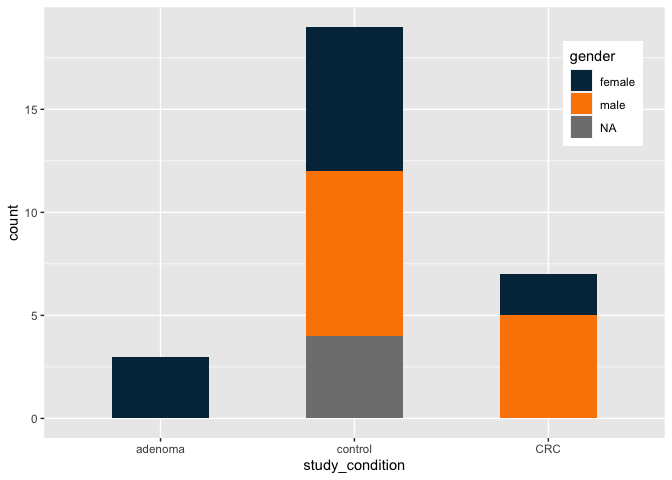 gender
female
male
NA
15
10
5
0
count
adenoma control CRC
study_condition